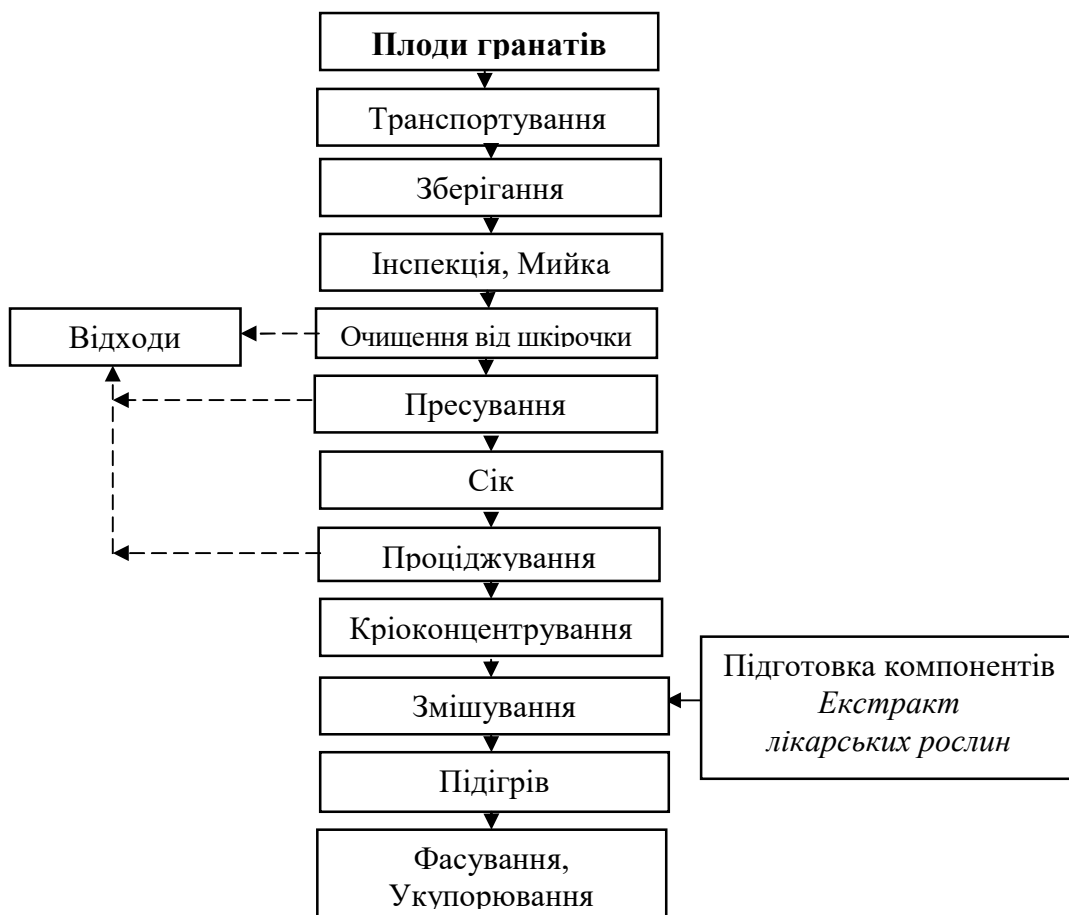 Плоди гранатів
Транспортування
Зберігання
Інспекція, Мийка
Відходи
Очищення від шкірочки
Пресування
Сік
Проціджування
Кріоконцентрування
Підготовка компонентів
Екстракт
лікарських рослин
Змішування
Підігрів
Фасування,
Укупорювання